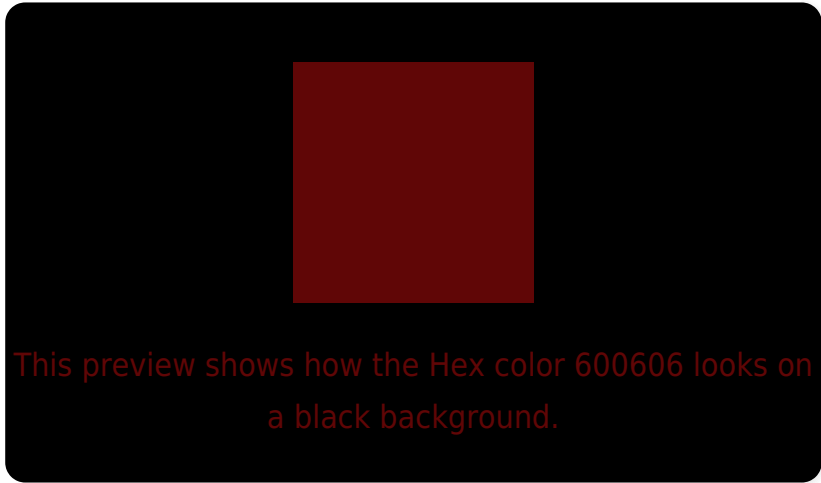 This preview shows how the Hex color 600606 looks on
a black background.